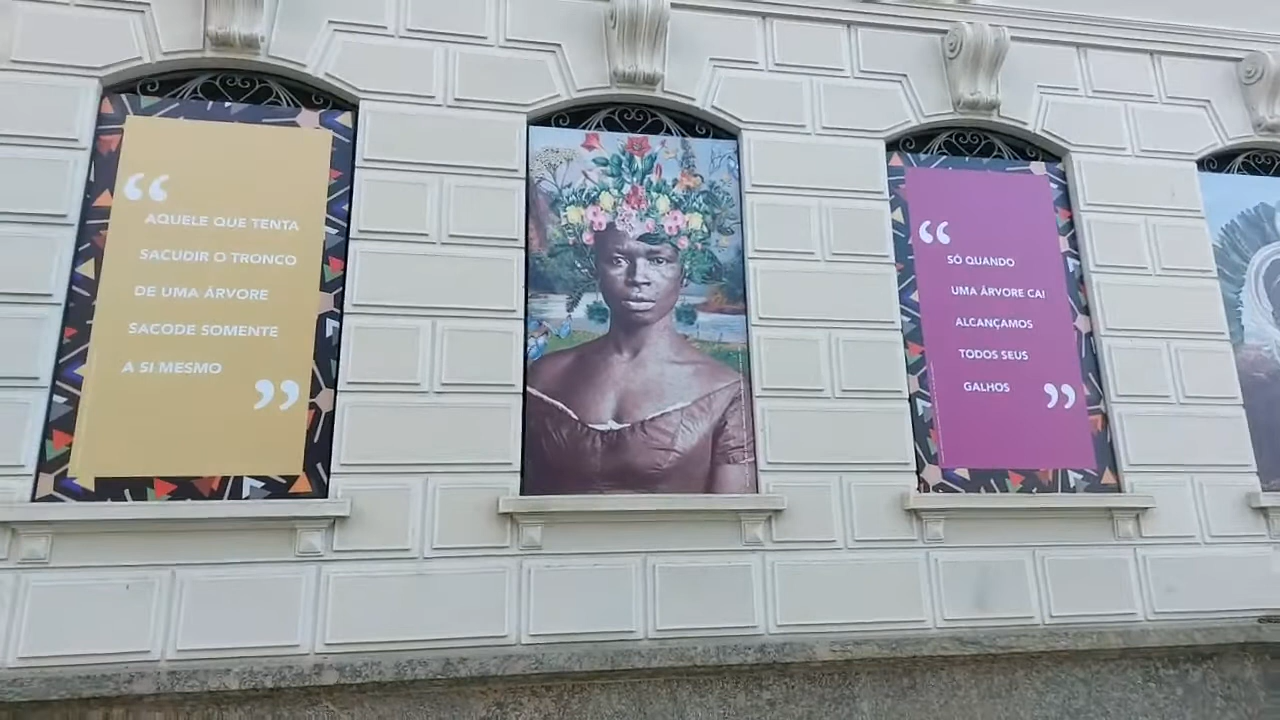 “
AQUELE QUE TENTA
SACUDIR O TRONCO
DE UMA ÁRVORE
SACODE SOMENTE
A SI MESMO
”
“
SÓ QUANDO
UMA ÁRVORE CAI
ALCANÇAMOS
TODOS SEUS
GALHOS
”